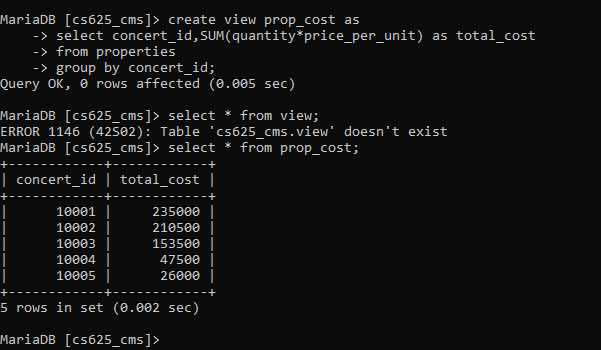 MariaDB [cs625_cms]> create view prop_cost as
    -> select concert_id,SUM(quantity*price_per_unit) as total_cost
    -> from properties
    -> group by concert_id;
Query OK, 0 rows affected (0.005 sec)

MariaDB [cs625_cms]> select * from view;
ERROR 1146 (42S02): Table 'cs625_cms.view' doesn't exist
MariaDB [cs625_cms]> select * from prop_cost;
+------------+------------+
| concert_id | total_cost |
+------------+------------+
|      10001 |     235000 |
|      10002 |     210500 |
|      10003 |     153500 |
|      10004 |      47500 |
|      10005 |      26000 |
+------------+------------+
5 rows in set (0.002 sec)

MariaDB [cs625_cms]>